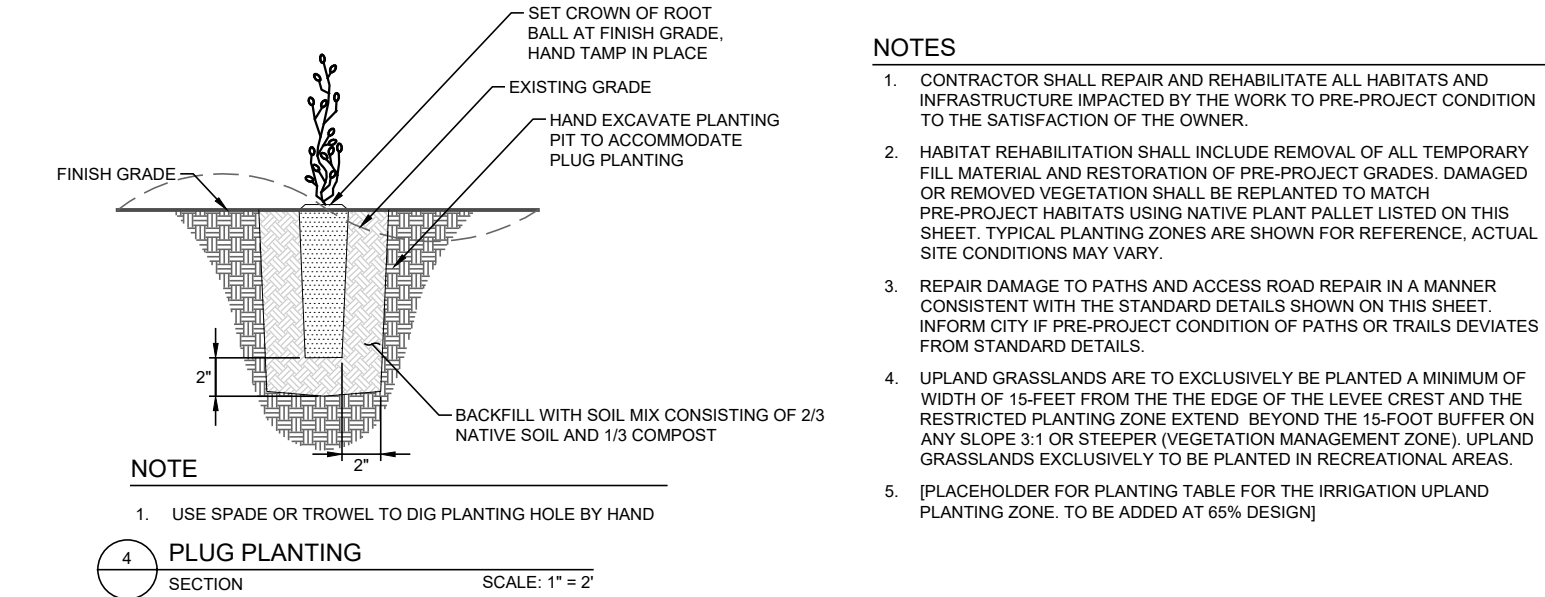 SET CROWN OF ROOT
BALL AT FINISH GRADE,
HAND TAMP IN PLACE
EXISTING GRADE
HAND EXCAVATE PLANTING
PIT TO ACCOMMODATE
PLUG PLANTING
FINISH GRADE
2"
BACKFILL WITH SOIL MIX CONSISTING OF 2/3
NATIVE SOIL AND 1/3 COMPOST
2"
NOTE
1. USE SPADE OR TROWEL TO DIG PLANTING HOLE BY HAND
4 PLUG PLANTING
SECTION SCALE: 1" = 2'
NOTES
1. CONTRACTOR SHALL REPAIR AND REHABILITATE ALL HABITATS AND
INFRASTRUCTURE IMPACTED BY THE WORK TO PRE-PROJECT CONDITION
TO THE SATISFACTION OF THE OWNER.
2. HABITAT REHABILITATION SHALL INCLUDE REMOVAL OF ALL TEMPORARY
FILL MATERIAL AND RESTORATION OF PRE-PROJECT GRADES. DAMAGED
OR REMOVED VEGETATION SHALL BE REPLANTED TO MATCH
PRE-PROJECT HABITATS USING NATIVE PLANT PALLET LISTED ON THIS
SHEET. TYPICAL PLANTING ZONES ARE SHOWN FOR REFERENCE, ACTUAL
SITE CONDITIONS MAY VARY.
3. REPAIR DAMAGE TO PATHS AND ACCESS ROAD REPAIR IN A MANNER
CONSISTENT WITH THE STANDARD DETAILS SHOWN ON THIS SHEET.
INFORM CITY IF PRE-PROJECT CONDITION OF PATHS OR TRAILS DEVIATES
FROM STANDARD DETAILS.
4. UPLAND GRASSLANDS ARE TO EXCLUSIVELY BE PLANTED A MINIMUM OF
WIDTH OF 15-FEET FROM THE THE EDGE OF THE LEVEE CREST AND THE
RESTRICTED PLANTING ZONE EXTEND BEYOND THE 15-FOOT BUFFER ON
ANY SLOPE 3:1 OR STEEPER (VEGETATION MANAGEMENT ZONE). UPLAND
GRASSLANDS EXCLUSIVELY TO BE PLANTED IN RECREATIONAL AREAS.
5. [PLACEHOLDER FOR PLANTING TABLE FOR THE IRRIGATION UPLAND
PLANTING ZONE. TO BE ADDED AT 65% DESIGN]